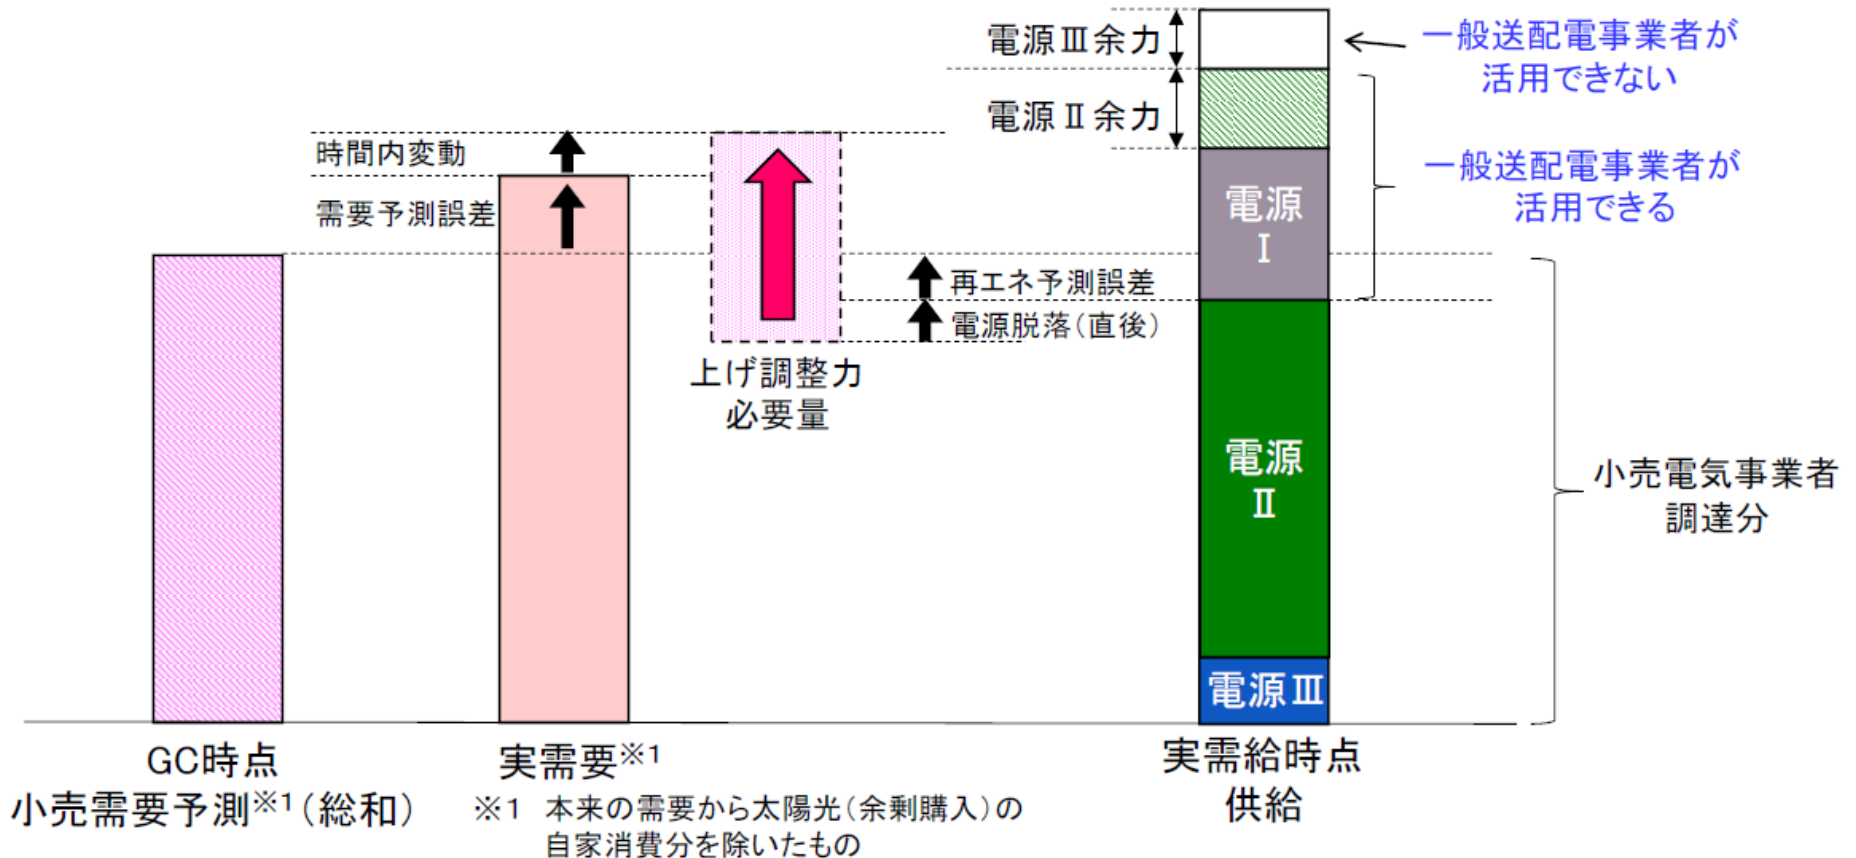 電源Ⅲ余力
一般送配電事業者が
活用できない
電源Ⅱ余力
時間内変動
需要予測誤差
一般送配電事業者が
活用できる
電源
Ⅰ
再エネ予測誤差
電源脱落(直後)
上げ調整力
必要量
電源
Ⅱ
小売電気事業者
調達分
電源Ⅲ
GC時点
小売需要予測※1(総和)
実需要※1
※1 本来の需要から太陽光(余剰購入)の
自家消費分を除いたもの
実需給時点
供給